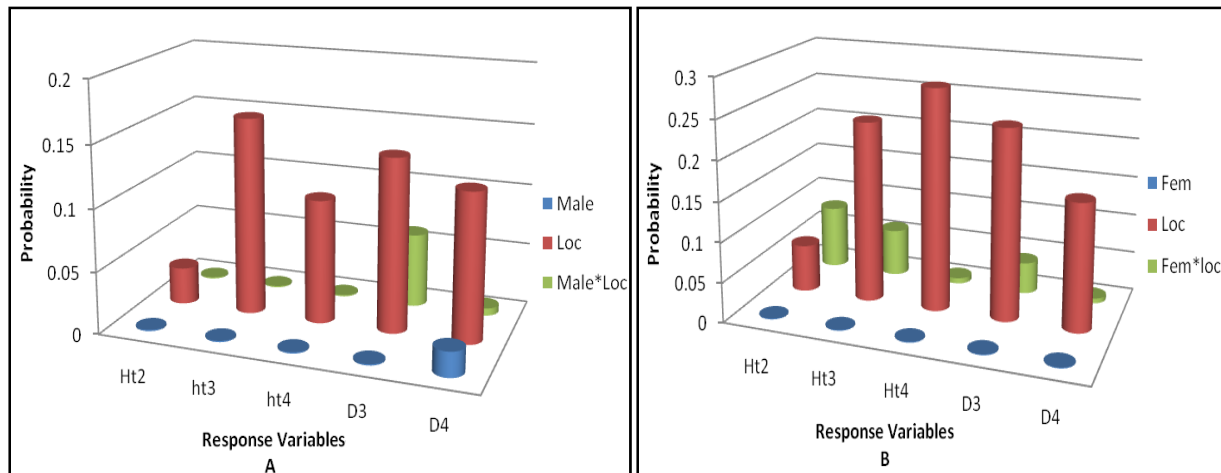 0.2
0.15
0.1
0.05
0
Probability
Ht2
ht3
ht4
D3
D4
Response Variables
A
Male
Loc
Male*Loc
0.3
0.25
0.2
0.15
0.1
0.05
0
Probability
Ht2
Ht3
Ht4
D3
D4
Response Variables
B
Fem
Loc
Fem*loc